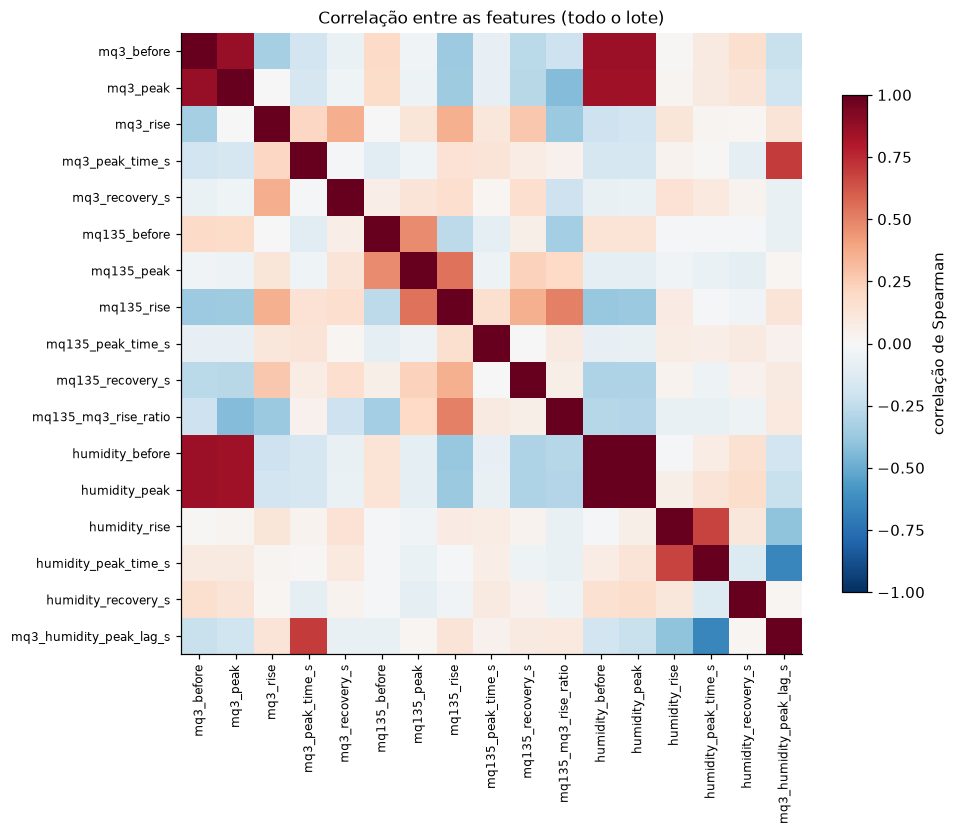 Correlação entre as features (todo o lote)
mq3_before
mq3_peak
mq3_rise
mq3_peak_time_s
mq3_recovery_s
mq135_before
mq135_peak
mq135_rise
mq135_peak_time_s
mq135_recovery_s
mq135_mq3_rise_ratio
humidity_before
humidity_peak
humidity_rise
humidity_peak_time_s
humidity_recovery_s
mq3_humidity_peak_lag_s
mq3_before
mq3_peak
mq3_rise
mq3_peak_time_s
mq3_recovery_s
mq135_before
mq135_peak
mq135_rise
mq135_peak_time_s
mq135_recovery_s
mq135_mq3_rise_ratio
humidity_before
humidity_peak
humidity_rise
humidity_peak_time_s
humidity_recovery_s
mq3_humidity_peak_lag_s
1.00
0.75
0.50
0.25
0.00
−0.25
−0.50
−0.75
−1.00
correlação de Spearman